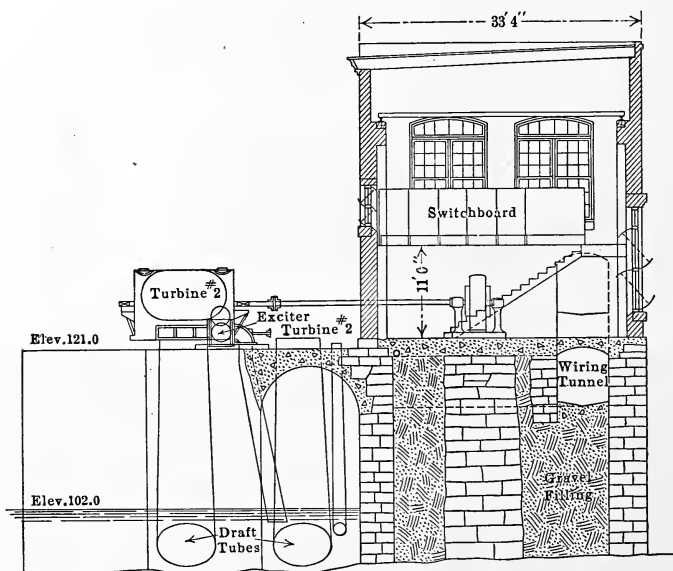 33'4"
Switchboard
11'0"
Turbine #2
Exciter
Turbine #2
Elev.121.0
Wiring
Tunnel
Elev.102.0
Gravel
Filling
Draft
Tubes